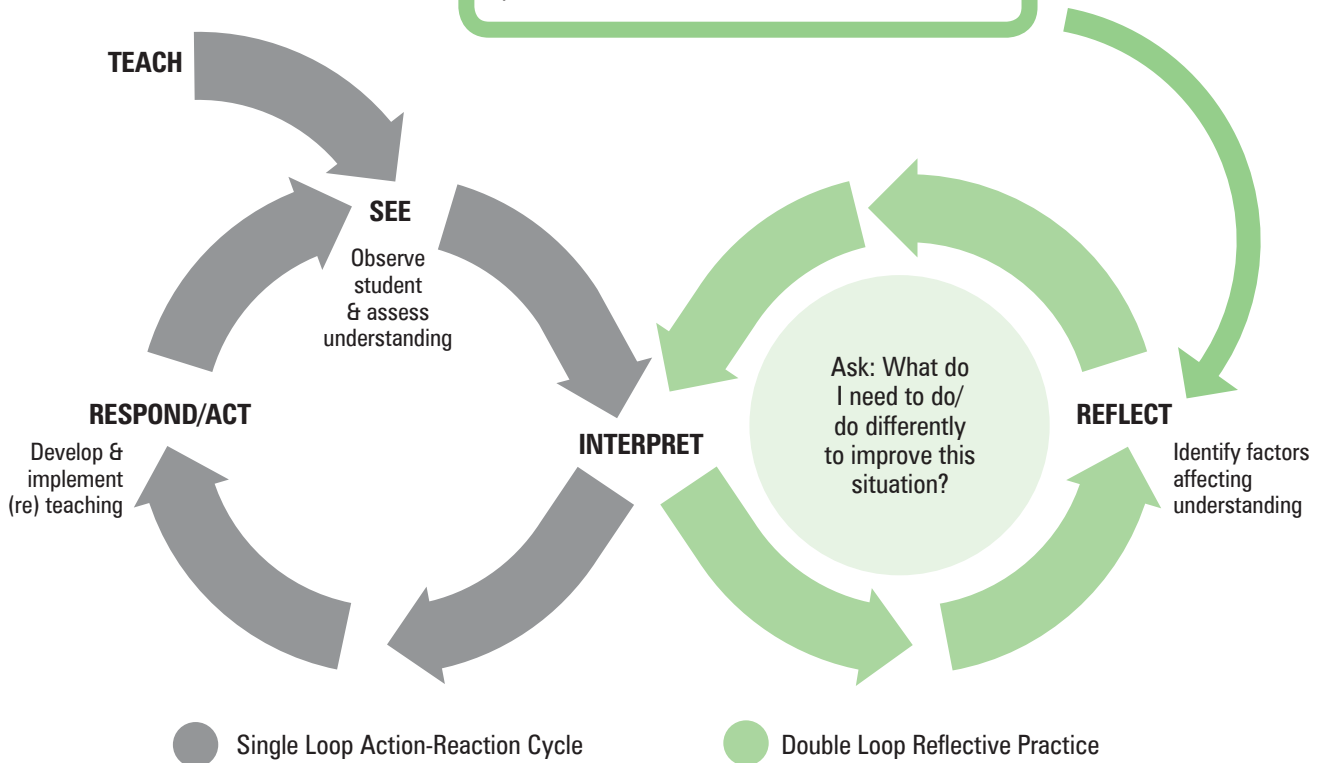 TEACH
SEE
Observe
student
& assess
understanding
RESPOND/ACT
Develop &
implement
(re) teaching
INTERPRET
Ask: What do
I need to do/
do differently
to improve this
situation?
REFLECT
Identify factors
affecting
understanding
Single Loop Action-Reaction Cycle
Double Loop Reflective Practice